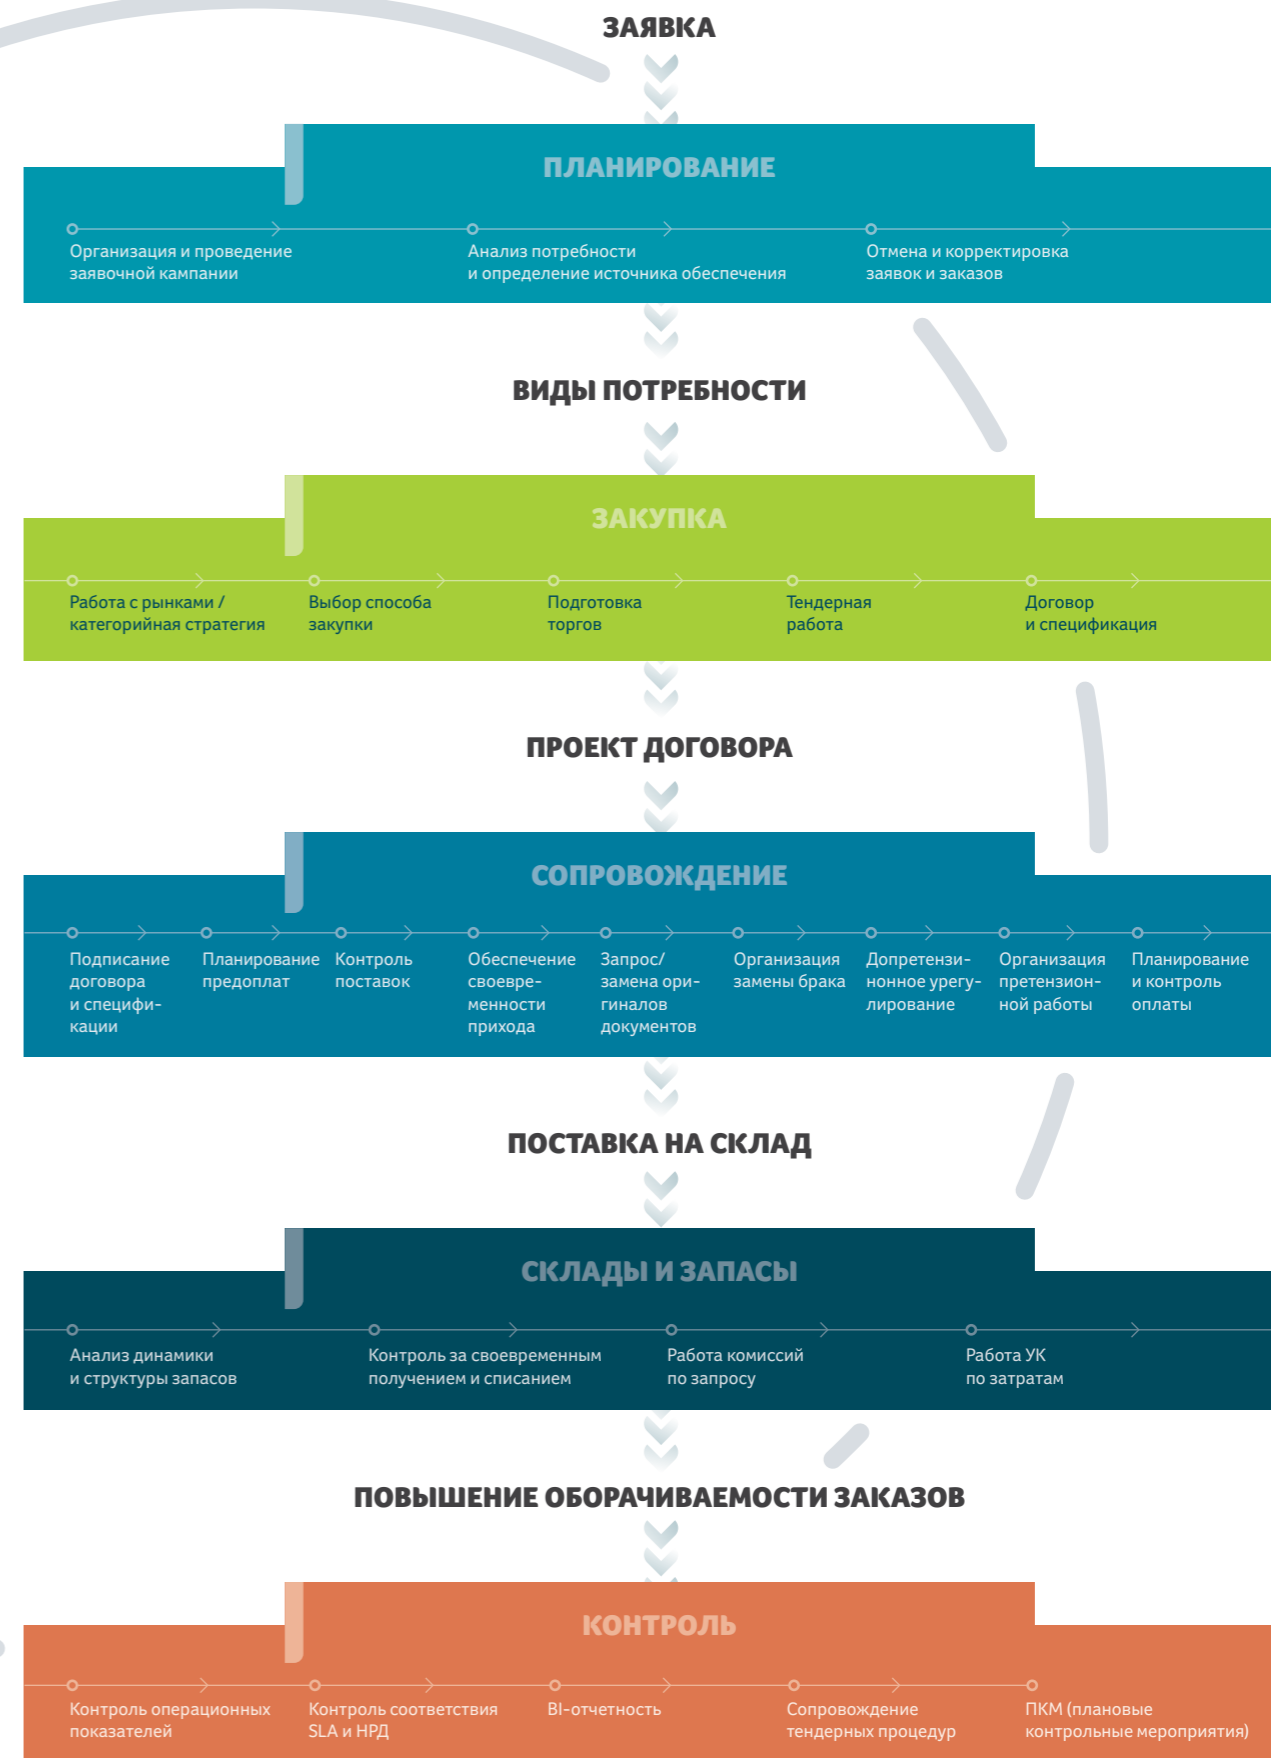 ЗАЯВКА
ПЛАНИРОВАНИЕ
Организация и проведение
заявочной кампании
Анализ потребности
и определение источника обеспечения
Отмена и корректировка
заявок и заказов
ВИДЫ ПОТРЕБНОСТИ
ЗАКУПКА
Работа с рынками /
категорийная стратегия
Выбор способа
закупки
Подготовка
торгов
Тендерная
работа
Договор
и спецификация
ПРОЕКТ ДОГОВОРА
СОПРОВОЖДЕНИЕ
Подписание
договора
и специфи-
кации
Планирование
предоплат
Контроль
поставок
Обеспечение
своевре-
менности
прихода
Запрос/
замена ори-
гиналов
документов
Организация
замены брака
Допретензи-
нонное урегу-
лирование
Организация
претензион-
ной работы
Планирование
и контроль
оплаты
ПОСТАВКА НА СКЛАД
СКЛАДЫ И ЗАПАСЫ
Анализ динамики
и структуры запасов
Контроль за своевременным
получением и списанием
Работа комиссий
по запросу
Работа УК
по затратам
ПОВЫШЕНИЕ ОБОРАЧИВАЕМОСТИ ЗАКАЗОВ
КОНТРОЛЬ
Контроль операционных
показателей
Контроль соответствия
SLA и НРД
BI-отчетность
Сопровождение
тендерных процедур
ПКМ (плановые
контрольные мероприятия)